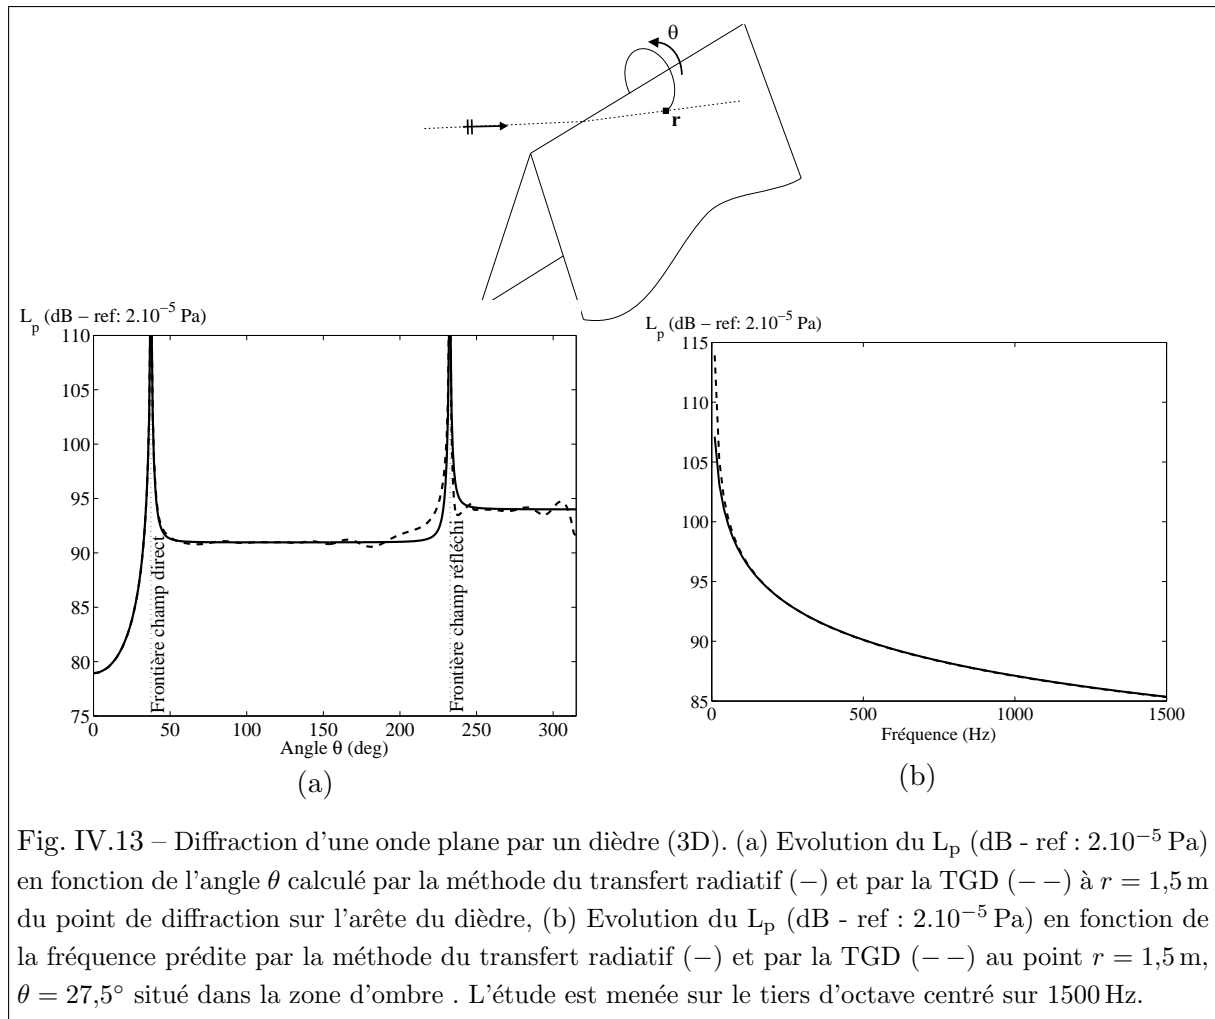 θ
r
L_p (dB – ref: 2.10^−5 Pa)
110
105
100
95
90
85
80
75
0
50
100
150
200
250
300
Frontière champ direct
Frontière champ réfléchi
Angle θ (deg)
(a)
L_p (dB – ref: 2.10^−5 Pa)
115
110
105
100
95
90
85
0
500
1000
1500
Fréquence (Hz)
(b)
Fig. IV.13 – Diffraction d'une onde plane par un dièdre (3D). (a) Evolution du L_p (dB - ref : 2.10^−5 Pa)
en fonction de l'angle θ calculé par la méthode du transfert radiatif (−) et par la TGD (− −) à r = 1,5 m
du point de diffraction sur l'arête du dièdre, (b) Evolution du L_p (dB - ref : 2.10^−5 Pa) en fonction de
la fréquence prédite par la méthode du transfert radiatif (−) et par la TGD (− −) au point r = 1,5 m,
θ = 27,5° situé dans la zone d'ombre . L'étude est menée sur le tiers d'octave centré sur 1500 Hz.